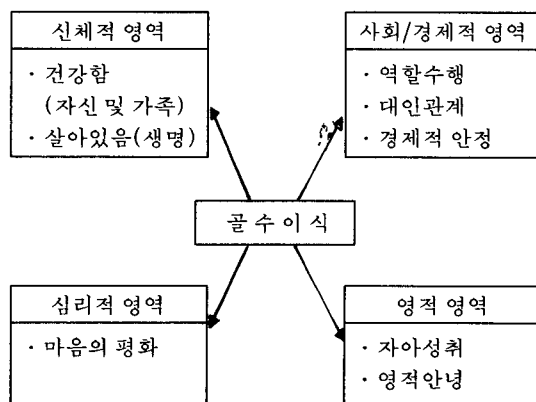 신체적 영역
· 건강함
(자신 및 가족)
· 살아있음(생명)
사회/경제적 영역
· 역할수행
· 대인관계
· 경제적 안정
골수이식
심리적 영역
· 마음의 평화
영적 영역
· 자아성취
· 영적안녕